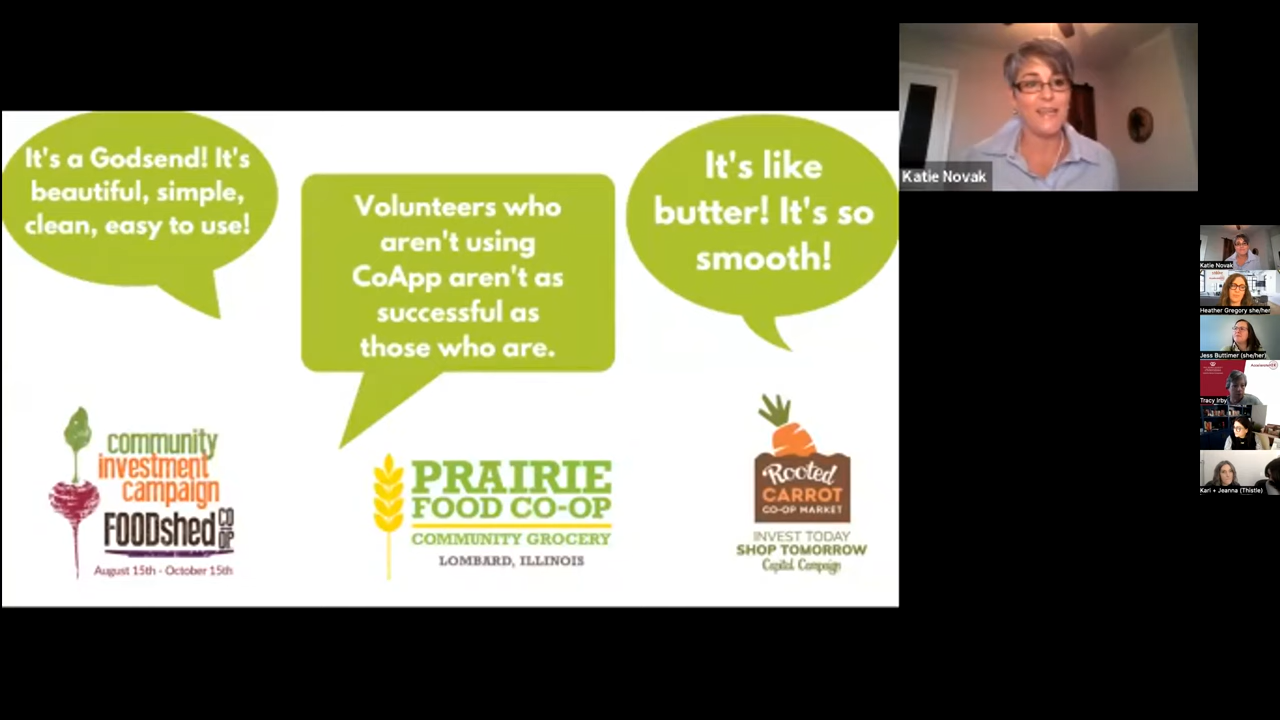 It's a Godsend! It's
beautiful, simple,
clean, easy to use!
Volunteers who
aren't using
CoApp aren't as
successful as
those who are.
It's like
butter! It's so
smooth!
community
investment
campaign
FOODshed CO
OP
August 15th - October 15th
PRAIRIE
FOOD CO-OP
COMMUNITY GROCERY
LOMBARD, ILLINOIS
Rooted
CARROT
CO-OP MARKET
INVEST TODAY
SHOP TOMORROW
Capital Campaign
Katie Novak
Katie Novak
Heather Gregory she/her
Jess Buttimer (she/her)
Tracy Irby
Kari + Jeanna (Thistle)